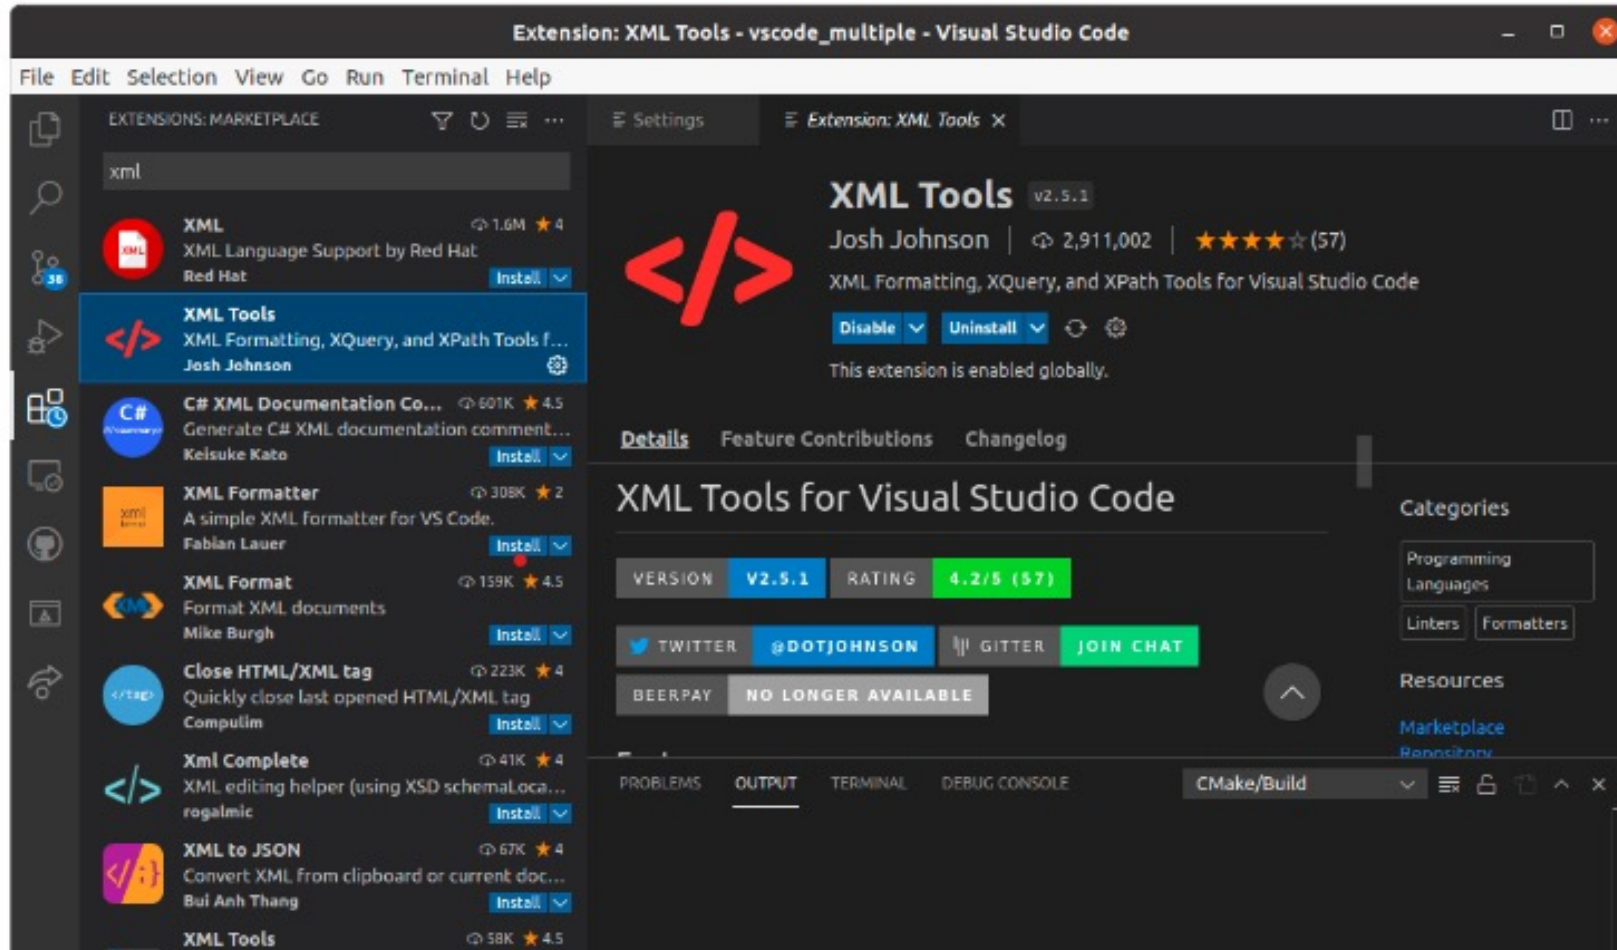 Extension: XML Tools - vscode_multiple - Visual Studio Code
File Edit Selection View Go Run Terminal Help
EXTENSIONS: MARKETPLACE
xml
XML 1.6M 4
XML Language Support by Red Hat
Red Hat Install
XML Tools
XML Formatting, XQuery, and XPath Tools f...
Josh Johnson
C# XML Documentation Co... 601K 4.5
Generate C# XML documentation comment...
Keisuke Kato Install
XML Formatter 308K 2
A simple XML formatter for VS Code.
Fabian Lauer Install
XML Format 159K 4.5
Format XML documents
Mike Burgh Install
Close HTML/XML tag 223K 4
Quickly close last opened HTML/XML tag
Compulim Install
Xml Complete 41K 4
XML editing helper (using XSD schemaLoca...
rogalmic Install
XML to JSON 67K 4
Convert XML from clipboard or current doc...
Bui Anh Thang Install
XML Tools 58K 4.5
38
XML
C#
xml
XM
</tag>
Settings
Extension: XML Tools
XML Tools v2.5.1
Josh Johnson 2,911,002 (57)
XML Formatting, XQuery, and XPath Tools for Visual Studio Code
Disable Uninstall
This extension is enabled globally.
Details Feature Contributions Changelog
XML Tools for Visual Studio Code
VERSION V2.5.1 RATING 4.2/5 (57)
TWITTER @DOTJOHNSON GITTER JOIN CHAT
BEERPAY NO LONGER AVAILABLE
Categories
Programming
Languages
Linters Formatters
Resources
Marketplace
Repository
PROBLEMS OUTPUT TERMINAL DEBUG CONSOLE CMake/Build